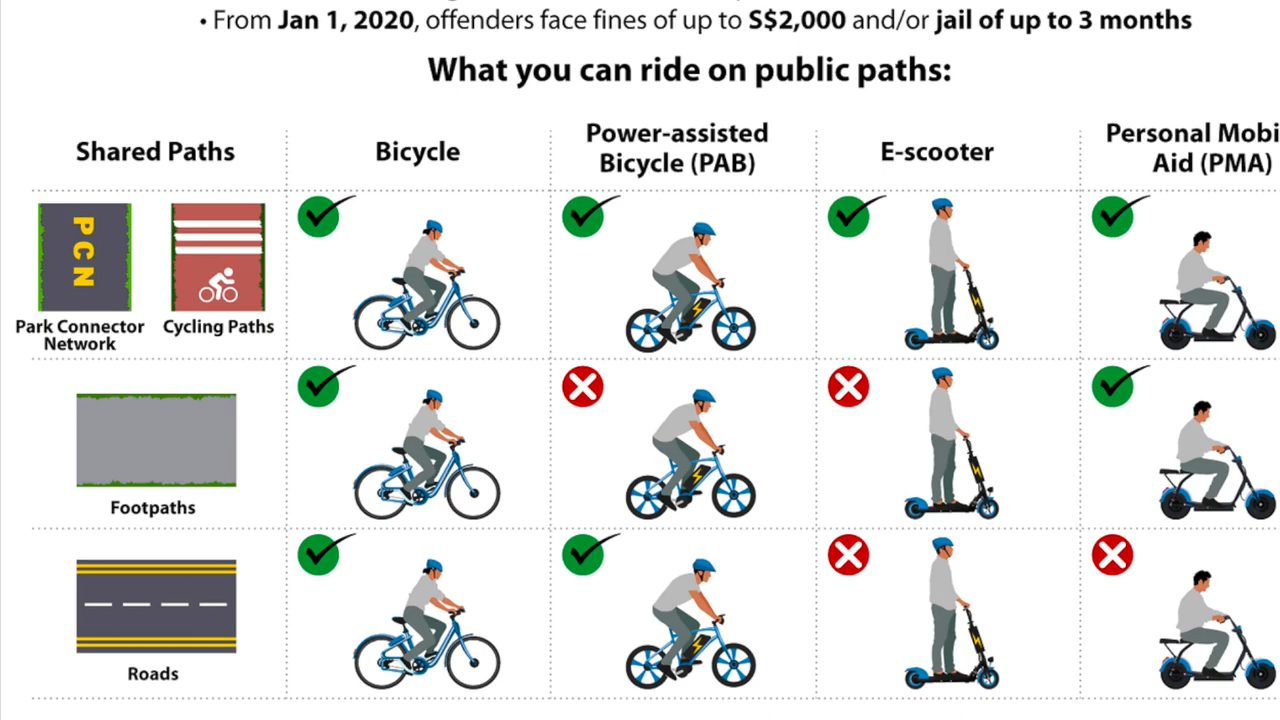 • From Jan 1, 2020, offenders face fines of up to S$2,000 and/or jail of up to 3 months
What you can ride on public paths:
Shared Paths
Bicycle
Power-assisted
Bicycle (PAB)
E-scooter
Personal Mobi
Aid (PMA)
PCN
Park Connector
Network
Cycling Paths
Footpaths
Roads